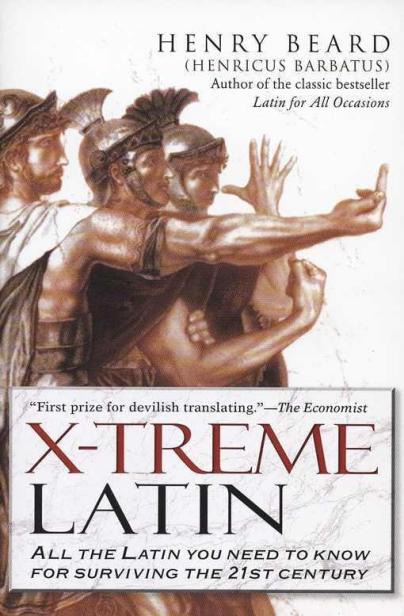 HENRY BEARD
(HENRICUS BARBATUS)
Author of the classic bestseller
Latin for All Occasions
"First prize for devilish translating."—The Economist
X-TREME
LATIN
ALL THE LATIN YOU NEED TO KNOW
FOR SURVIVING THE 21ST CENTURY